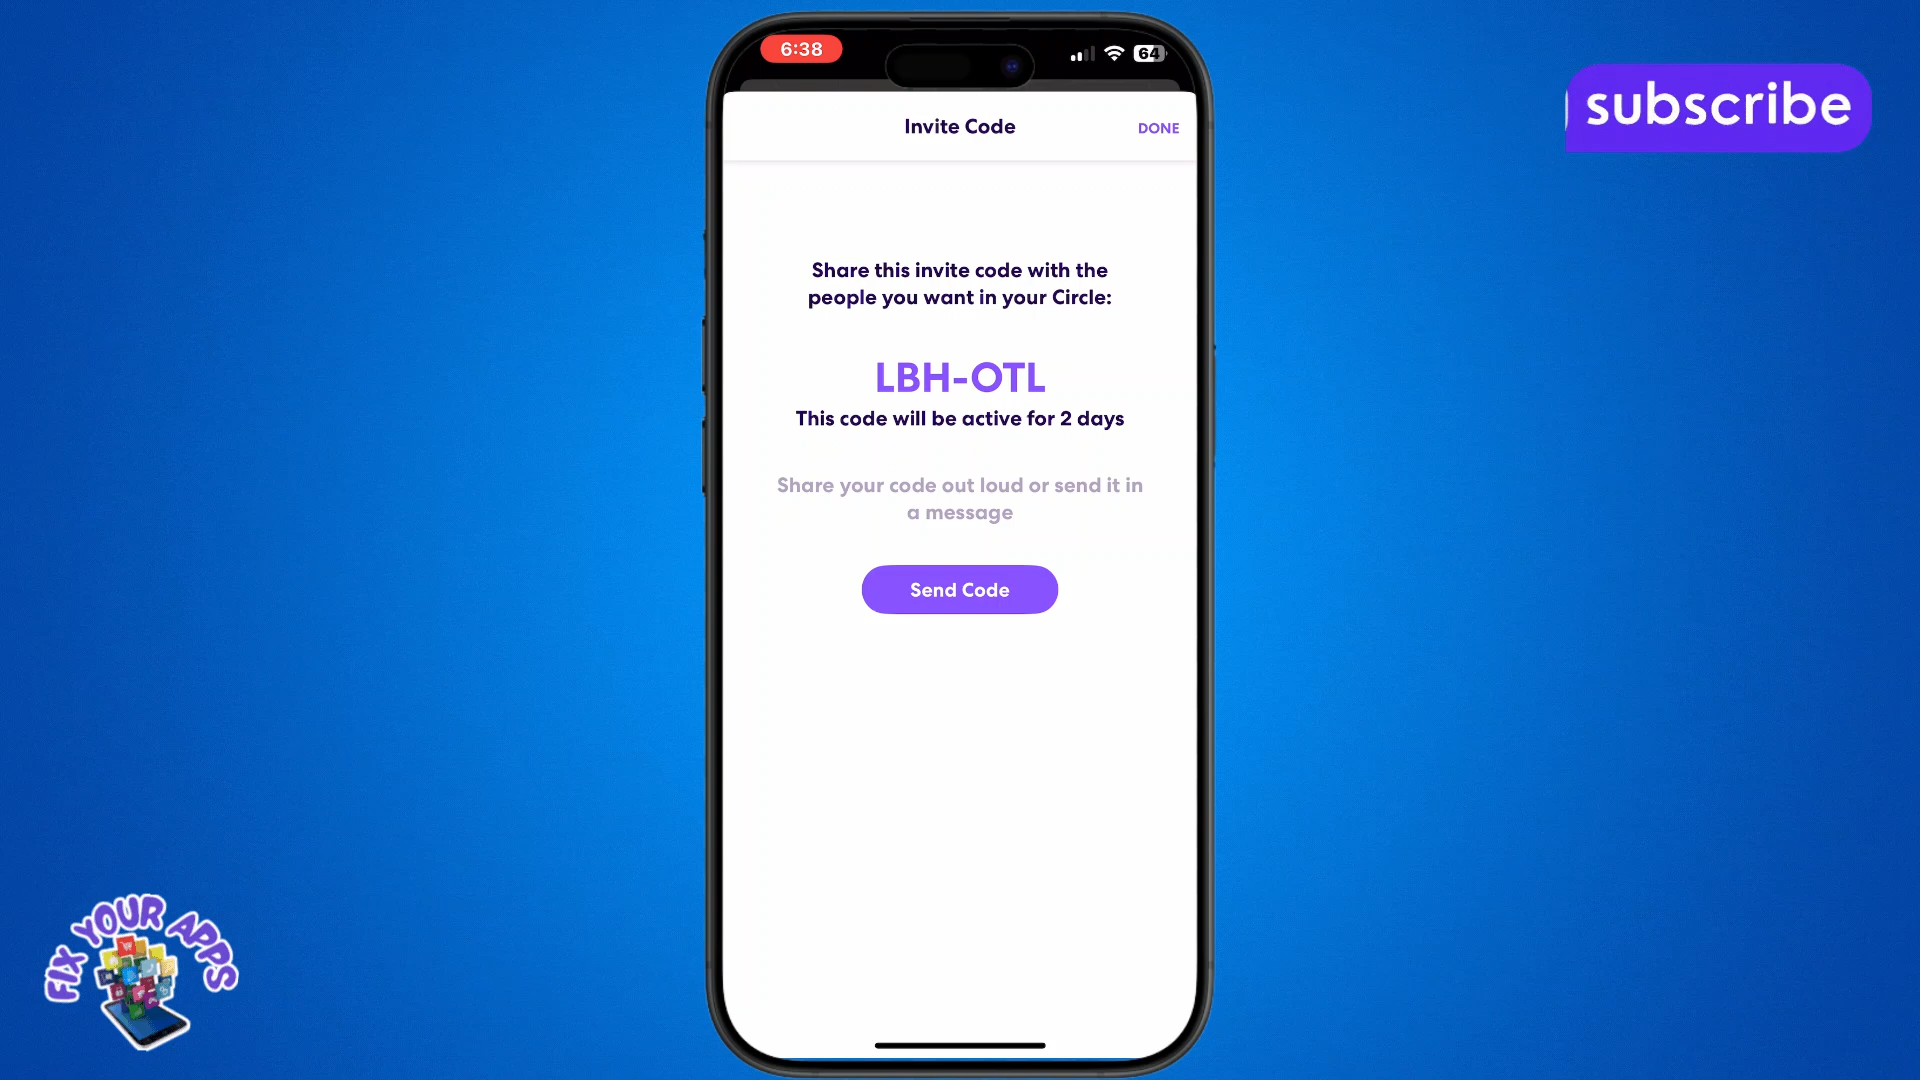 6:38
64
subscribe
Invite Code
DONE
Share this invite code with the
people you want in your Circle:
LBH-OTL
This code will be active for 2 days
Share your code out loud or send it in
a message
Send Code
FIX YOUR APPS